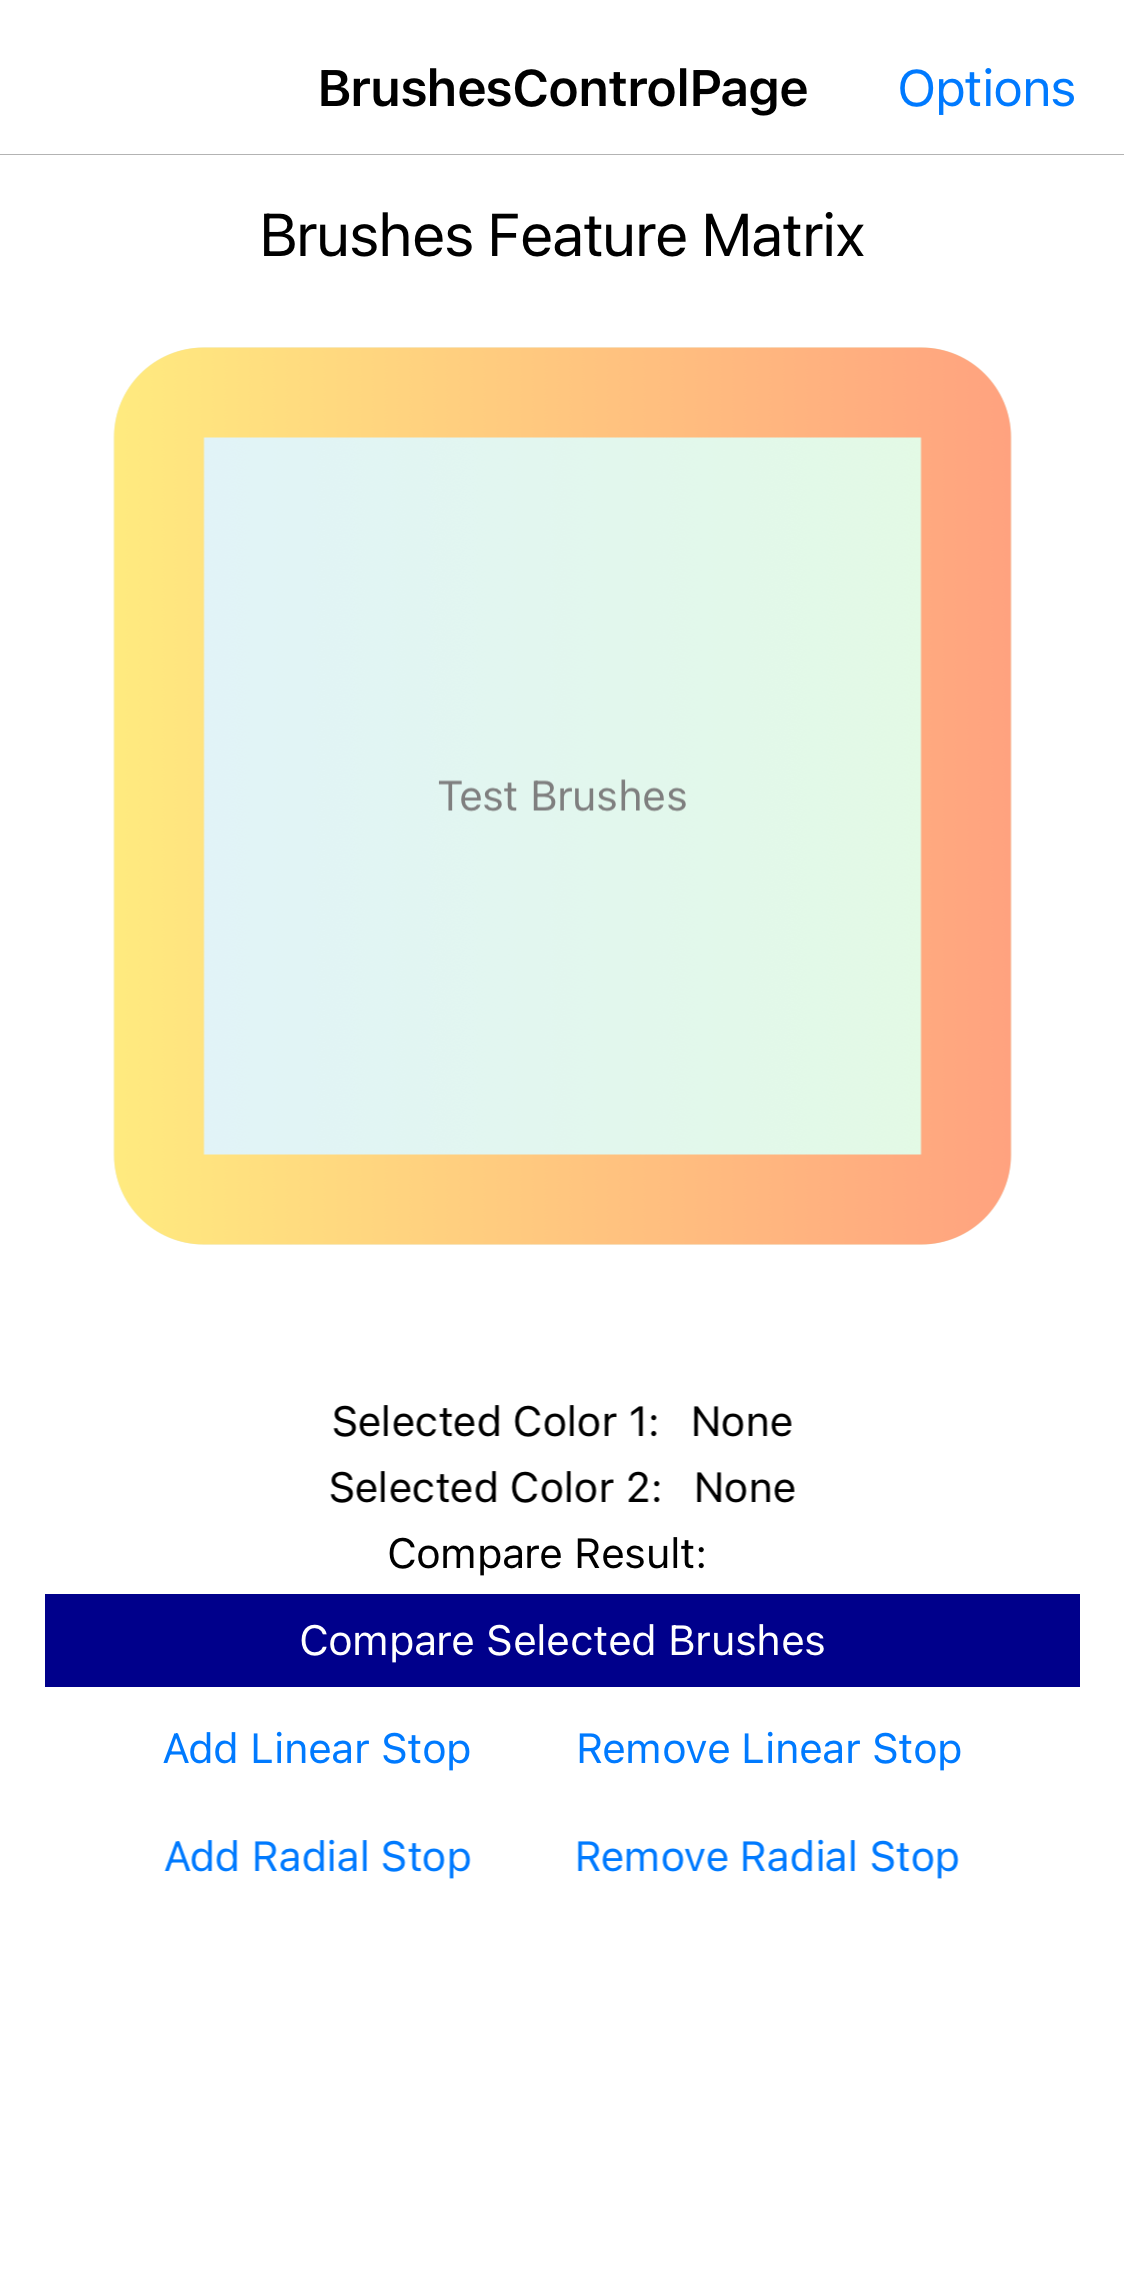 BrushesControlPage Options
Brushes Feature Matrix
Test Brushes
Selected Color 1: None
Selected Color 2: None
Compare Result:
Compare Selected Brushes
Add Linear Stop Remove Linear Stop
Add Radial Stop Remove Radial Stop